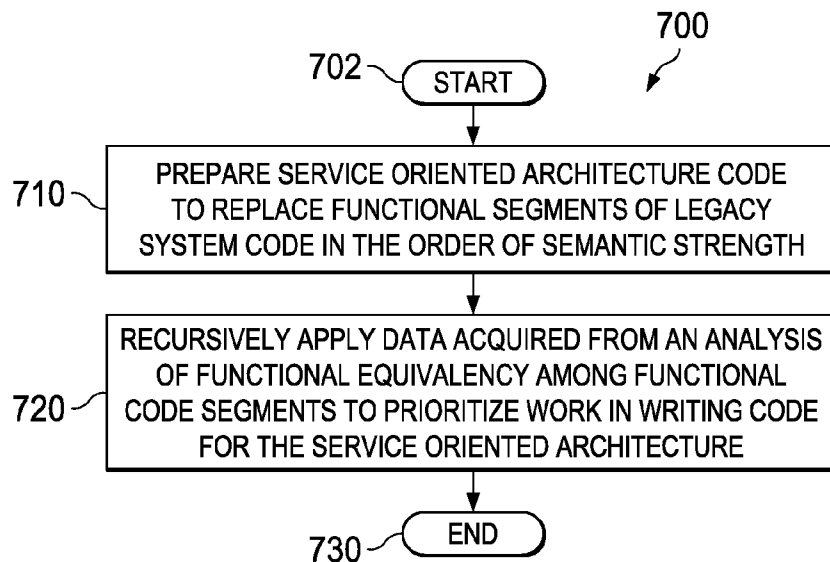 700
702
START
710
PREPARE SERVICE ORIENTED ARCHITECTURE CODE
TO REPLACE FUNCTIONAL SEGMENTS OF LEGACY
SYSTEM CODE IN THE ORDER OF SEMANTIC STRENGTH
720
RECURSIVELY APPLY DATA ACQUIRED FROM AN ANALYSIS
OF FUNCTIONAL EQUIVALENCY AMONG FUNCTIONAL
CODE SEGMENTS TO PRIORITIZE WORK IN WRITING CODE
FOR THE SERVICE ORIENTED ARCHITECTURE
730
END